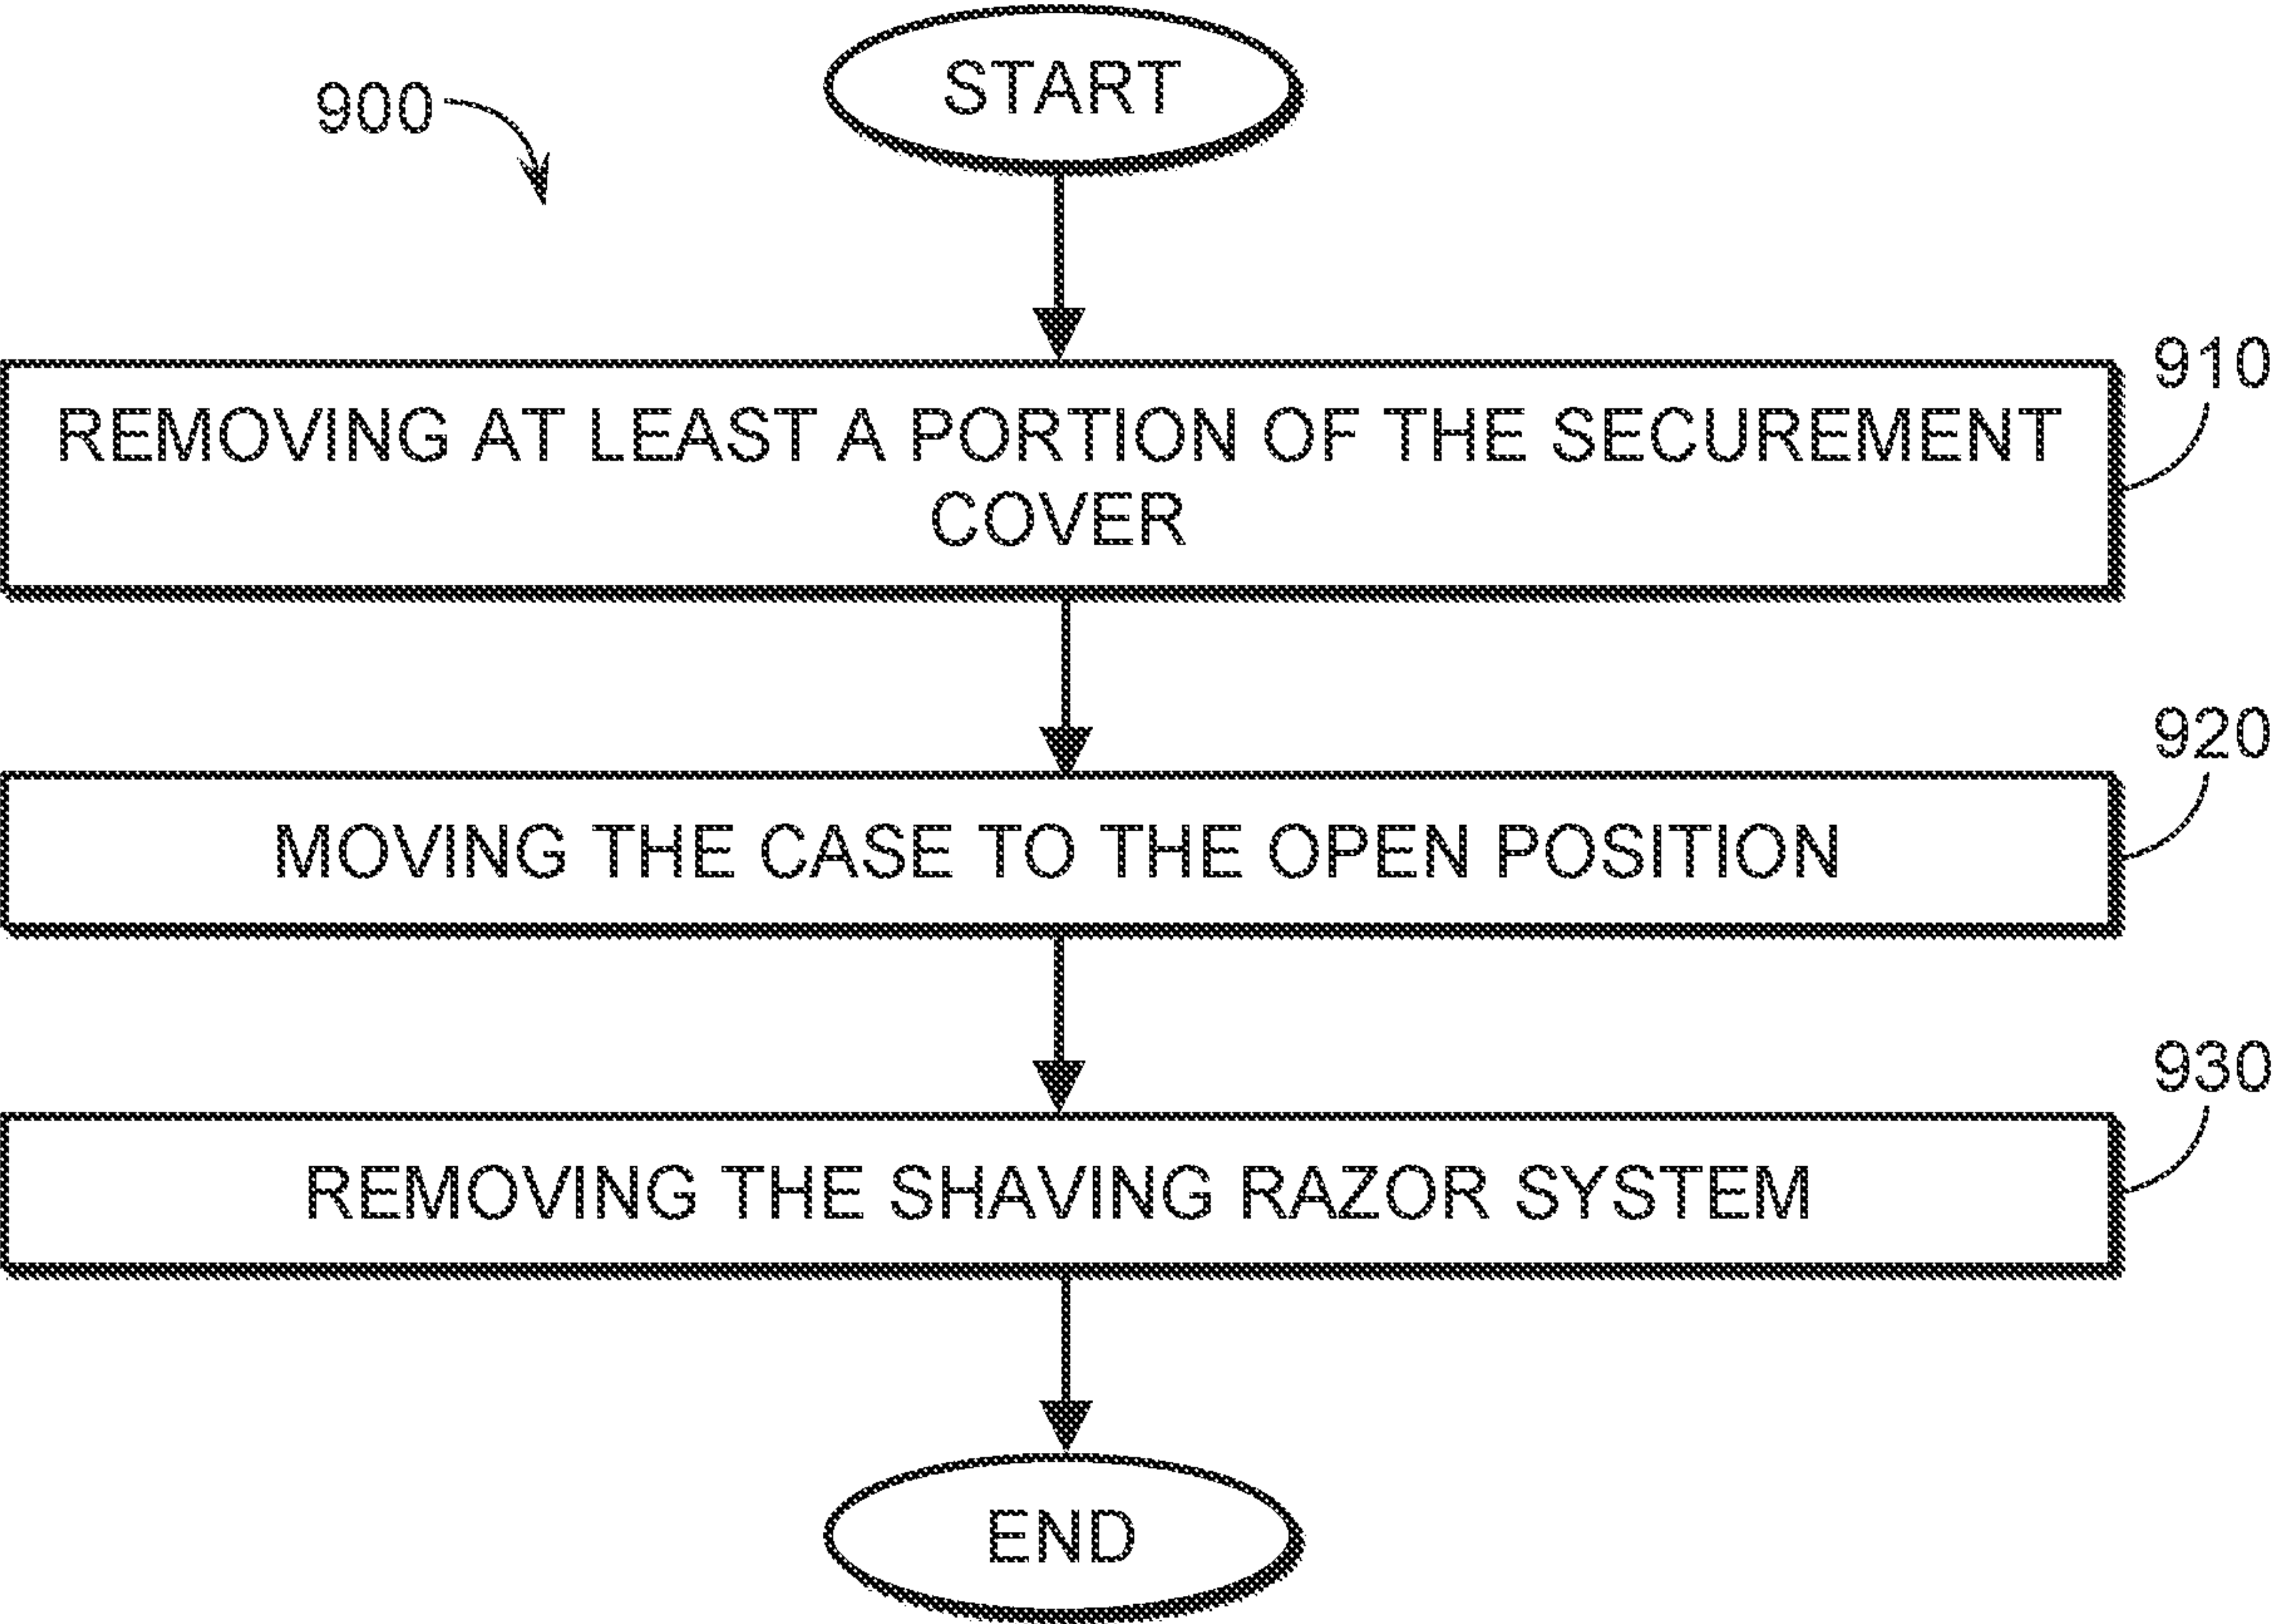 START
900
910
REMOVING AT LEAST A PORTION OF THE SECUREMENT
COVER
920
MOVING THE CASE TO THE OPEN POSITION
930
REMOVING THE SHAVING RAZOR SYSTEM
END